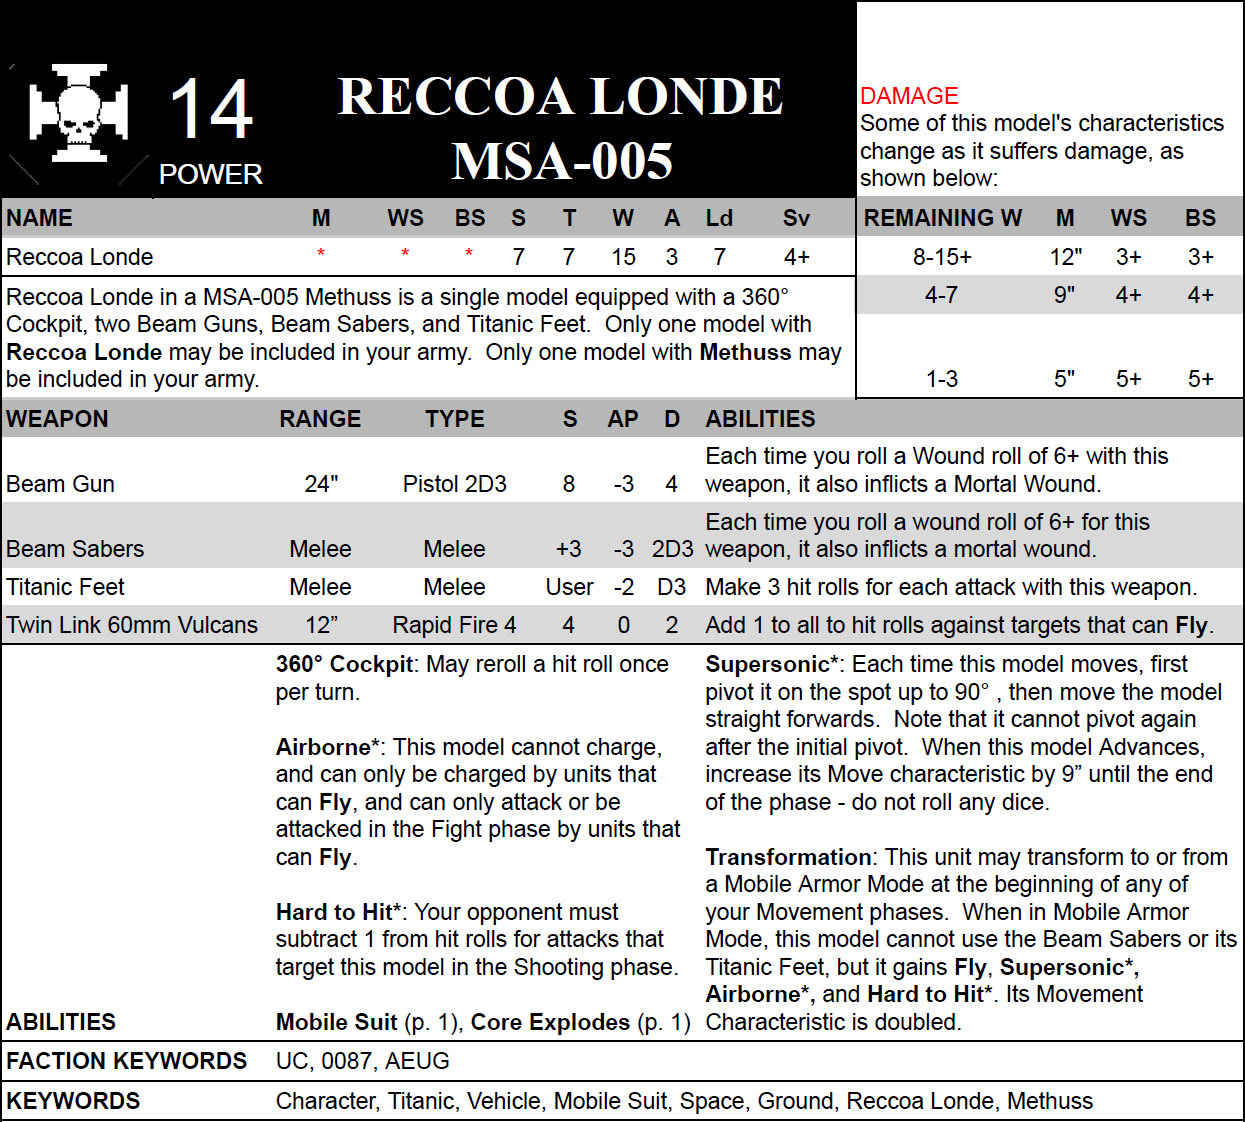 14
POWER
RECCOA LONDE
MSA-005
DAMAGE
Some of this model's characteristics
change as it suffers damage, as
shown below:
NAME M WS BS S T W A Ld Sv
Reccoa Londe * * * 7 7 15 3 7 4+
REMAINING W M WS BS
8-15+ 12" 3+ 3+
4-7 9" 4+ 4+
1-3 5" 5+ 5+
Reccoa Londe in a MSA-005 Methuss is a single model equipped with a 360°
Cockpit, two Beam Guns, Beam Sabers, and Titanic Feet. Only one model with
Reccoa Londe may be included in your army. Only one model with Methuss may
be included in your army.
WEAPON RANGE TYPE S AP D ABILITIES
Each time you roll a Wound roll of 6+ with this
Beam Gun 24" Pistol 2D3 8 -3 4 weapon, it also inflicts a Mortal Wound.
Each time you roll a wound roll of 6+ for this
Beam Sabers Melee Melee +3 -3 2D3 weapon, it also inflicts a mortal wound.
Titanic Feet Melee Melee User -2 D3 Make 3 hit rolls for each attack with this weapon.
Twin Link 60mm Vulcans 12” Rapid Fire 4 4 0 2 Add 1 to all to hit rolls against targets that can Fly.
ABILITIES
360° Cockpit: May reroll a hit roll once
per turn.
Airborne*: This model cannot charge,
and can only be charged by units that
can Fly, and can only attack or be
attacked in the Fight phase by units that
can Fly.
Hard to Hit*: Your opponent must
subtract 1 from hit rolls for attacks that
target this model in the Shooting phase.
Mobile Suit (p. 1), Core Explodes (p. 1)
Supersonic*: Each time this model moves, first
pivot it on the spot up to 90° , then move the model
straight forwards. Note that it cannot pivot again
after the initial pivot. When this model Advances,
increase its Move characteristic by 9” until the end
of the phase - do not roll any dice.
Transformation: This unit may transform to or from
a Mobile Armor Mode at the beginning of any of
your Movement phases. When in Mobile Armor
Mode, this model cannot use the Beam Sabers or its
Titanic Feet, but it gains Fly, Supersonic*,
Airborne*, and Hard to Hit*. Its Movement
Characteristic is doubled.
FACTION KEYWORDS UC, 0087, AEUG
KEYWORDS Character, Titanic, Vehicle, Mobile Suit, Space, Ground, Reccoa Londe, Methuss